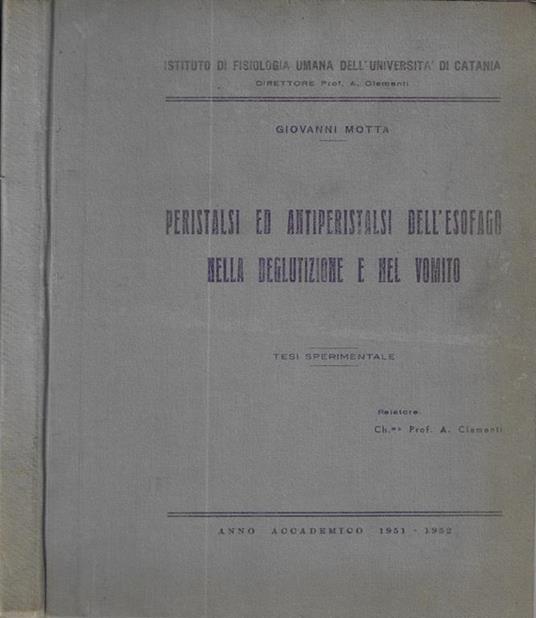 ISTITUTO DI FISIOLOGIA UMANA DELL'UNIVERSITA' DI CATANIA
DIRETTORE Prof. A. Clementi
GIOVANNI MOTTA
PERISTALSI ED ANTIPERISTALSI DELL'ESOFAGO
NELLA DEGLUTIZIONE E NEL VOMITO
TESI SPERIMENTALE
Relatore:
Ch.mo Prof. A. Clementi
ANNO ACCADEMICO 1951 - 1952